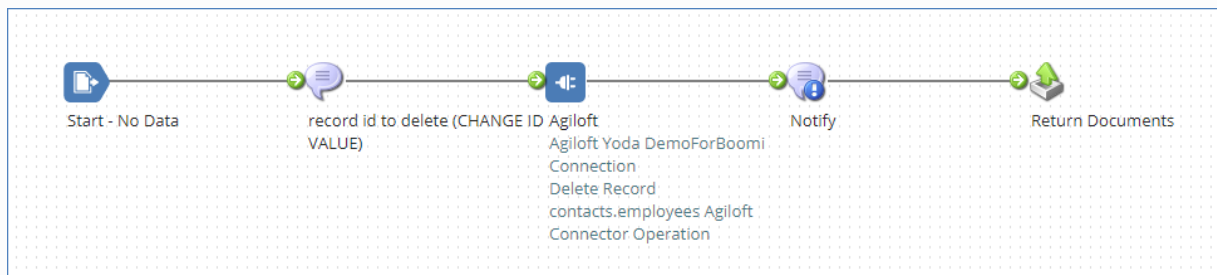 Start - No Data
record id to delete (CHANGE ID
VALUE)
Agiloft
Agiloft Yoda DemoForBoomi
Connection
Delete Record
contacts.employees Agiloft
Connector Operation
Notify
Return Documents